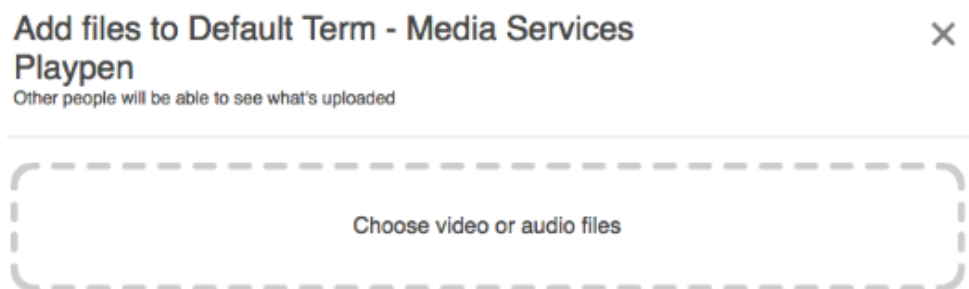 Add files to Default Term - Media Services
Playpen
Other people will be able to see what's uploaded
Choose video or audio files